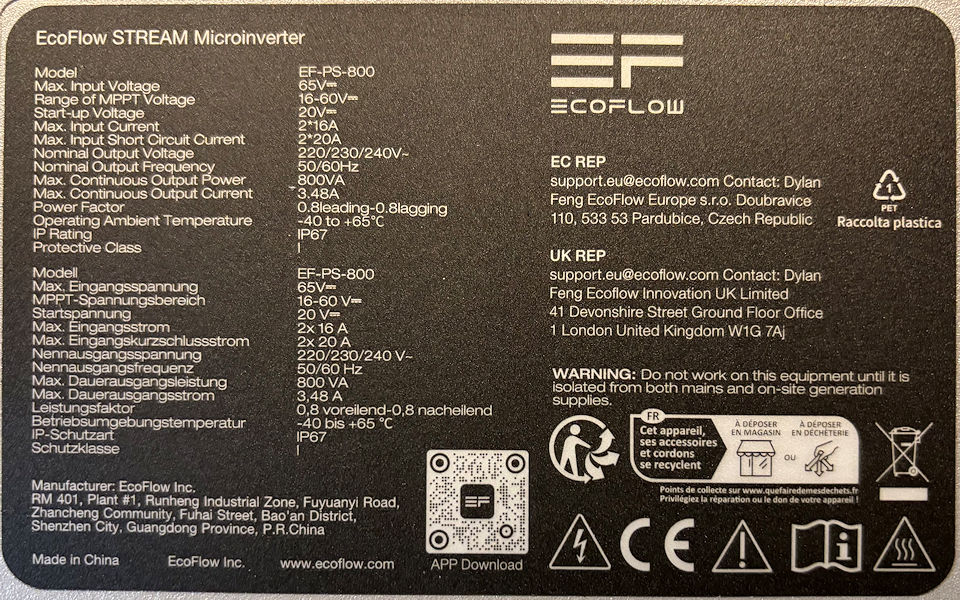 EcoFlow STREAM Microinverter
Model EF-PS-800
Max. Input Voltage 65V⎓
Range of MPPT Voltage 16-60V⎓
Start-up Voltage 20V⎓
Max. Input Current 2*16A
Max. Input Short Circuit Current 2*20A
Nominal Output Voltage 220/230/240V~
Nominal Output Frequency 50/60Hz
Max. Continuous Output Power 800VA
Max. Continuous Output Current 3.48A
Power Factor 0.8leading-0.8lagging
Operating Ambient Temperature -40 to +65℃
IP Rating IP67
Protective Class I
Modell EF-PS-800
Max. Eingangsspannung 65V⎓
MPPT-Spannungsbereich 16-60 V⎓
Startspannung 20 V⎓
Max. Eingangsstrom 2x 16 A
Max. Eingangskurzschlussstrom 2x 20 A
Nennausgangsspannung 220/230/240 V~
Nennausgangsfrequenz 50/60 Hz
Max. Dauerausgangsleistung 800 VA
Max. Dauerausgangsstrom 3,48 A
Leistungsfaktor 0,8 voreilend-0,8 nacheilend
Betriebsumgebungstemperatur -40 bis +65 ℃
IP-Schutzart IP67
Schutzklasse I
Manufacturer: EcoFlow Inc.
RM 401, Plant #1, Runheng Industrial Zone, Fuyuanyi Road,
Zhancheng Community, Fuhai Street, Bao'an District,
Shenzhen City, Guangdong Province, P.R.China
Made in China EcoFlow Inc. www.ecoflow.com
EF
APP Download
EF
ECOFLOW
EC REP
support.eu@ecoflow.com Contact: Dylan
Feng EcoFlow Europe s.r.o. Doubravice
110, 533 53 Pardubice, Czech Republic
1
PET
Raccolta plastica
UK REP
support.eu@ecoflow.com Contact: Dylan
Feng Ecoflow Innovation UK Limited
41 Devonshire Street Ground Floor Office
1 London United Kingdom W1G 7Aj
WARNING: Do not work on this equipment until it is
isolated from both mains and on-site generation
supplies.
FR
Cet appareil,
ses accessoires
et cordons
se recyclent
À DÉPOSER
EN MAGASIN
OU
À DÉPOSER
EN DÉCHÈTERIE
Points de collecte sur www.quefairedemesdechets.fr
Privilégiez la réparation ou le don de votre appareil !
CE